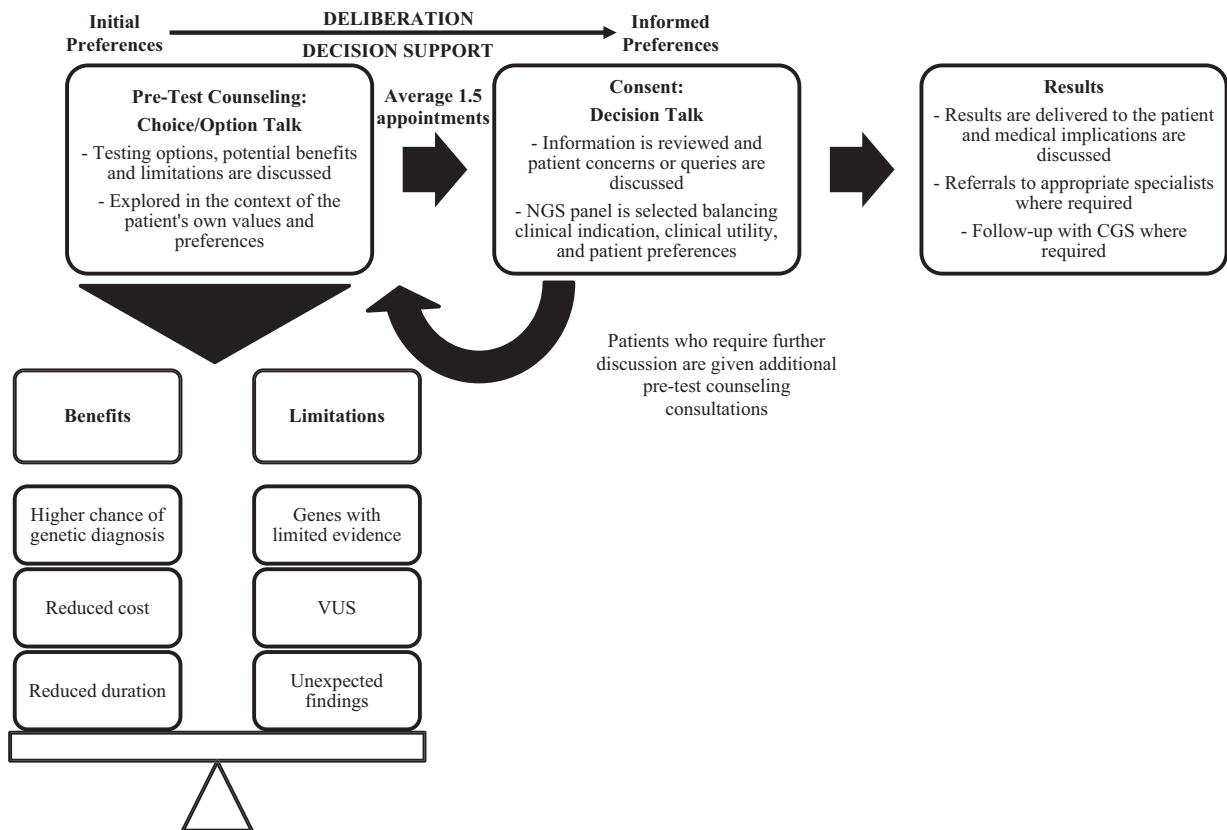 Initial
Preferences
DELIBERATION
DECISION SUPPORT
Informed
Preferences
Pre-Test Counseling:
Choice/Option Talk
- Testing options, potential benefits
and limitations are discussed
- Explored in the context of the
patient's own values and
preferences
Average 1.5
appointments
Consent:
Decision Talk
- Information is reviewed and
patient concerns or queries are
discussed
- NGS panel is selected balancing
clinical indication, clinical utility,
and patient preferences
Results
- Results are delivered to the patient
and medical implications are
discussed
- Referrals to appropriate specialists
where required
- Follow-up with CGS where
required
Patients who require further
discussion are given additional
pre-test counseling
consultations
Benefits
Limitations
Higher chance of
genetic diagnosis
Genes with
limited evidence
Reduced cost
VUS
Reduced duration
Unexpected
findings